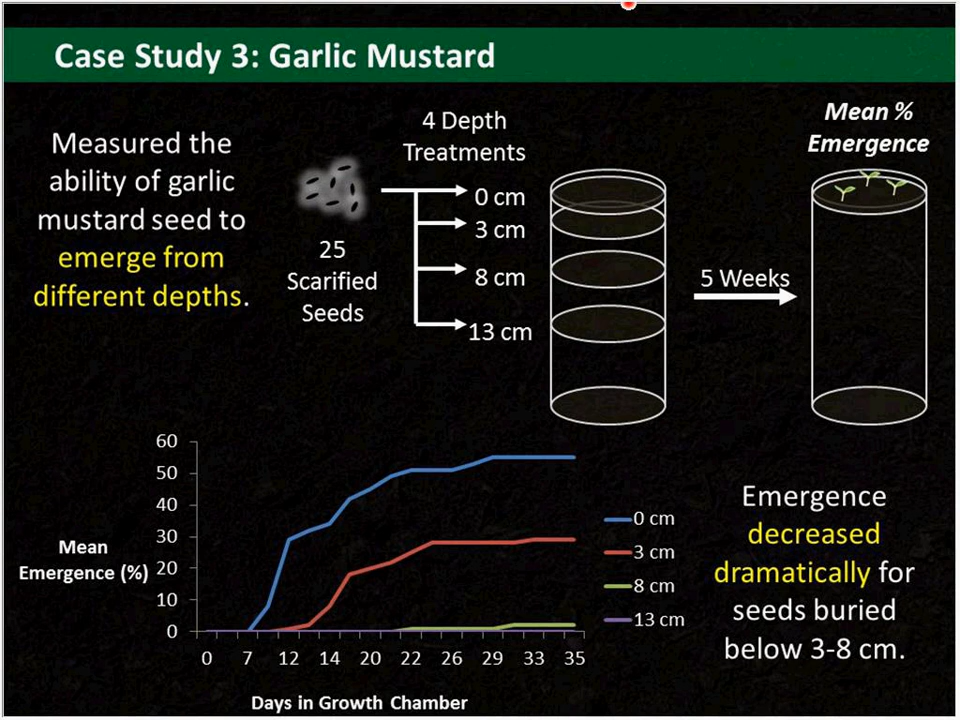 Case Study 3: Garlic Mustard
Measured the
ability of garlic
mustard seed to
emerge from
different depths.
25
Scarified
Seeds
4 Depth
Treatments
0 cm
3 cm
8 cm
13 cm
5 Weeks
Mean %
Emergence
Mean
Emergence (%)
60
50
40
30
20
10
0
0 7 12 14 20 22 26 29 33 35
Days in Growth Chamber
0 cm
3 cm
8 cm
13 cm
Emergence
decreased
dramatically for
seeds buried
below 3-8 cm.